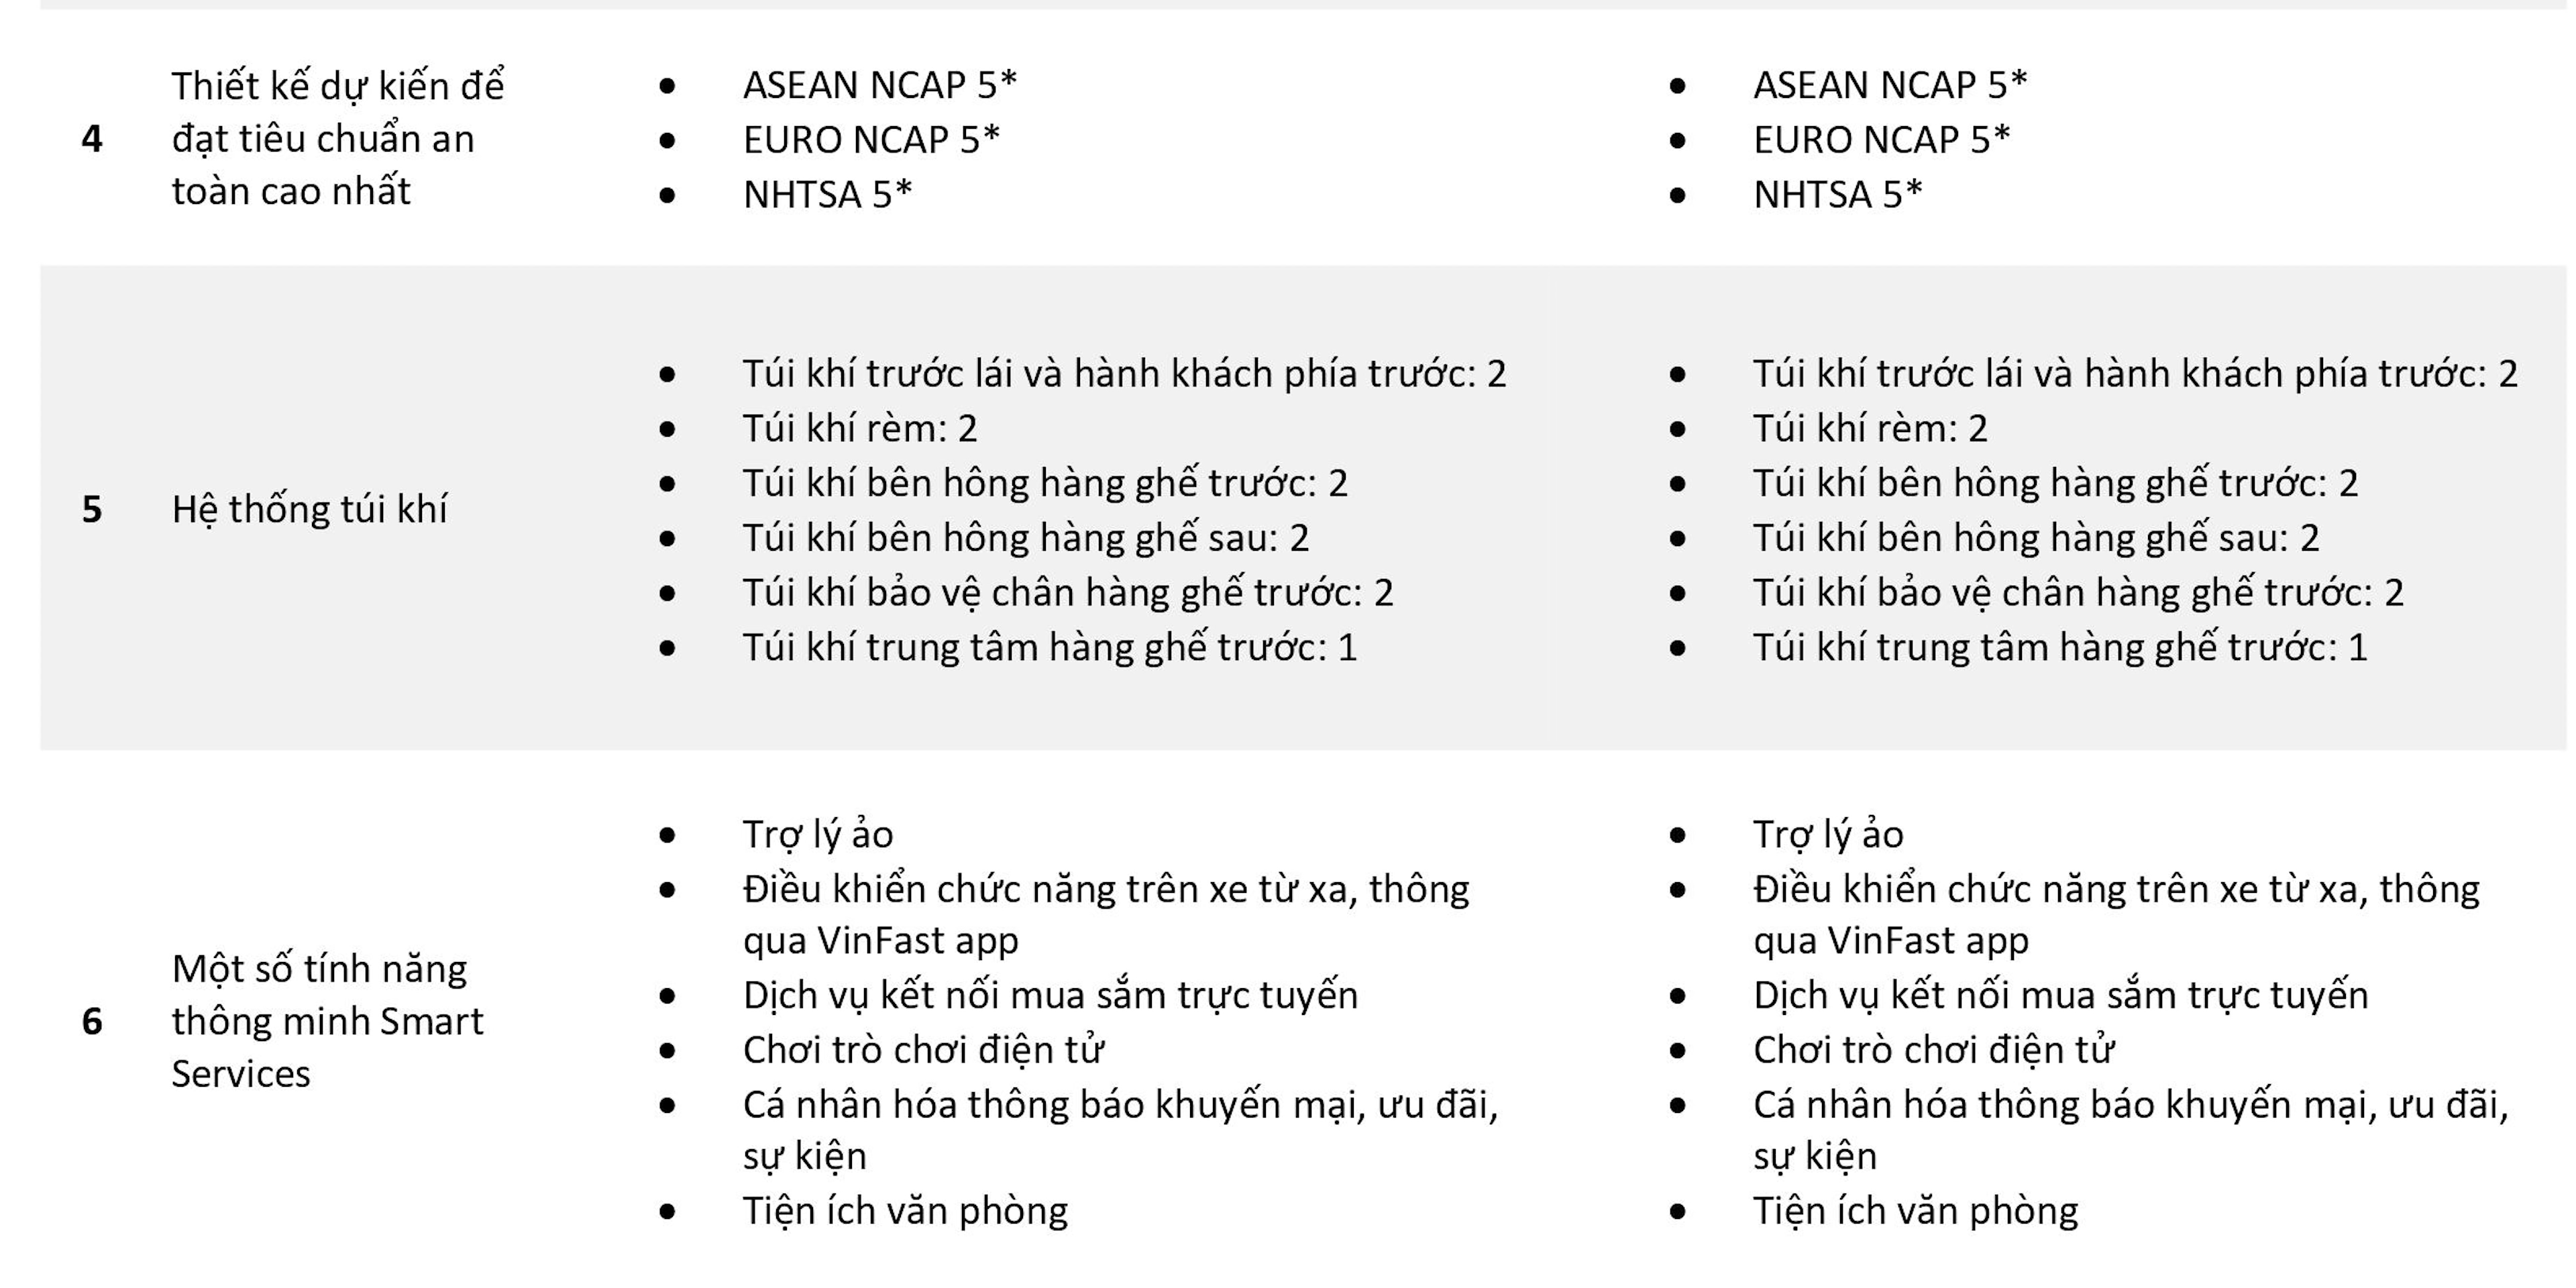 4
Thiết kế dự kiến để
đạt tiêu chuẩn an
toàn cao nhất
• ASEAN NCAP 5*
• EURO NCAP 5*
• NHTSA 5*
• ASEAN NCAP 5*
• EURO NCAP 5*
• NHTSA 5*
5
Hệ thống túi khí
• Túi khí trước lái và hành khách phía trước: 2
• Túi khí rèm: 2
• Túi khí bên hông hàng ghế trước: 2
• Túi khí bên hông hàng ghế sau: 2
• Túi khí bảo vệ chân hàng ghế trước: 2
• Túi khí trung tâm hàng ghế trước: 1
• Túi khí trước lái và hành khách phía trước: 2
• Túi khí rèm: 2
• Túi khí bên hông hàng ghế trước: 2
• Túi khí bên hông hàng ghế sau: 2
• Túi khí bảo vệ chân hàng ghế trước: 2
• Túi khí trung tâm hàng ghế trước: 1
6
Một số tính năng
thông minh Smart
Services
• Trợ lý ảo
• Điều khiển chức năng trên xe từ xa, thông
qua VinFast app
• Dịch vụ kết nối mua sắm trực tuyến
• Chơi trò chơi điện tử
• Cá nhân hóa thông báo khuyến mại, ưu đãi,
sự kiện
• Tiện ích văn phòng
• Trợ lý ảo
• Điều khiển chức năng trên xe từ xa, thông
qua VinFast app
• Dịch vụ kết nối mua sắm trực tuyến
• Chơi trò chơi điện tử
• Cá nhân hóa thông báo khuyến mại, ưu đãi,
sự kiện
• Tiện ích văn phòng